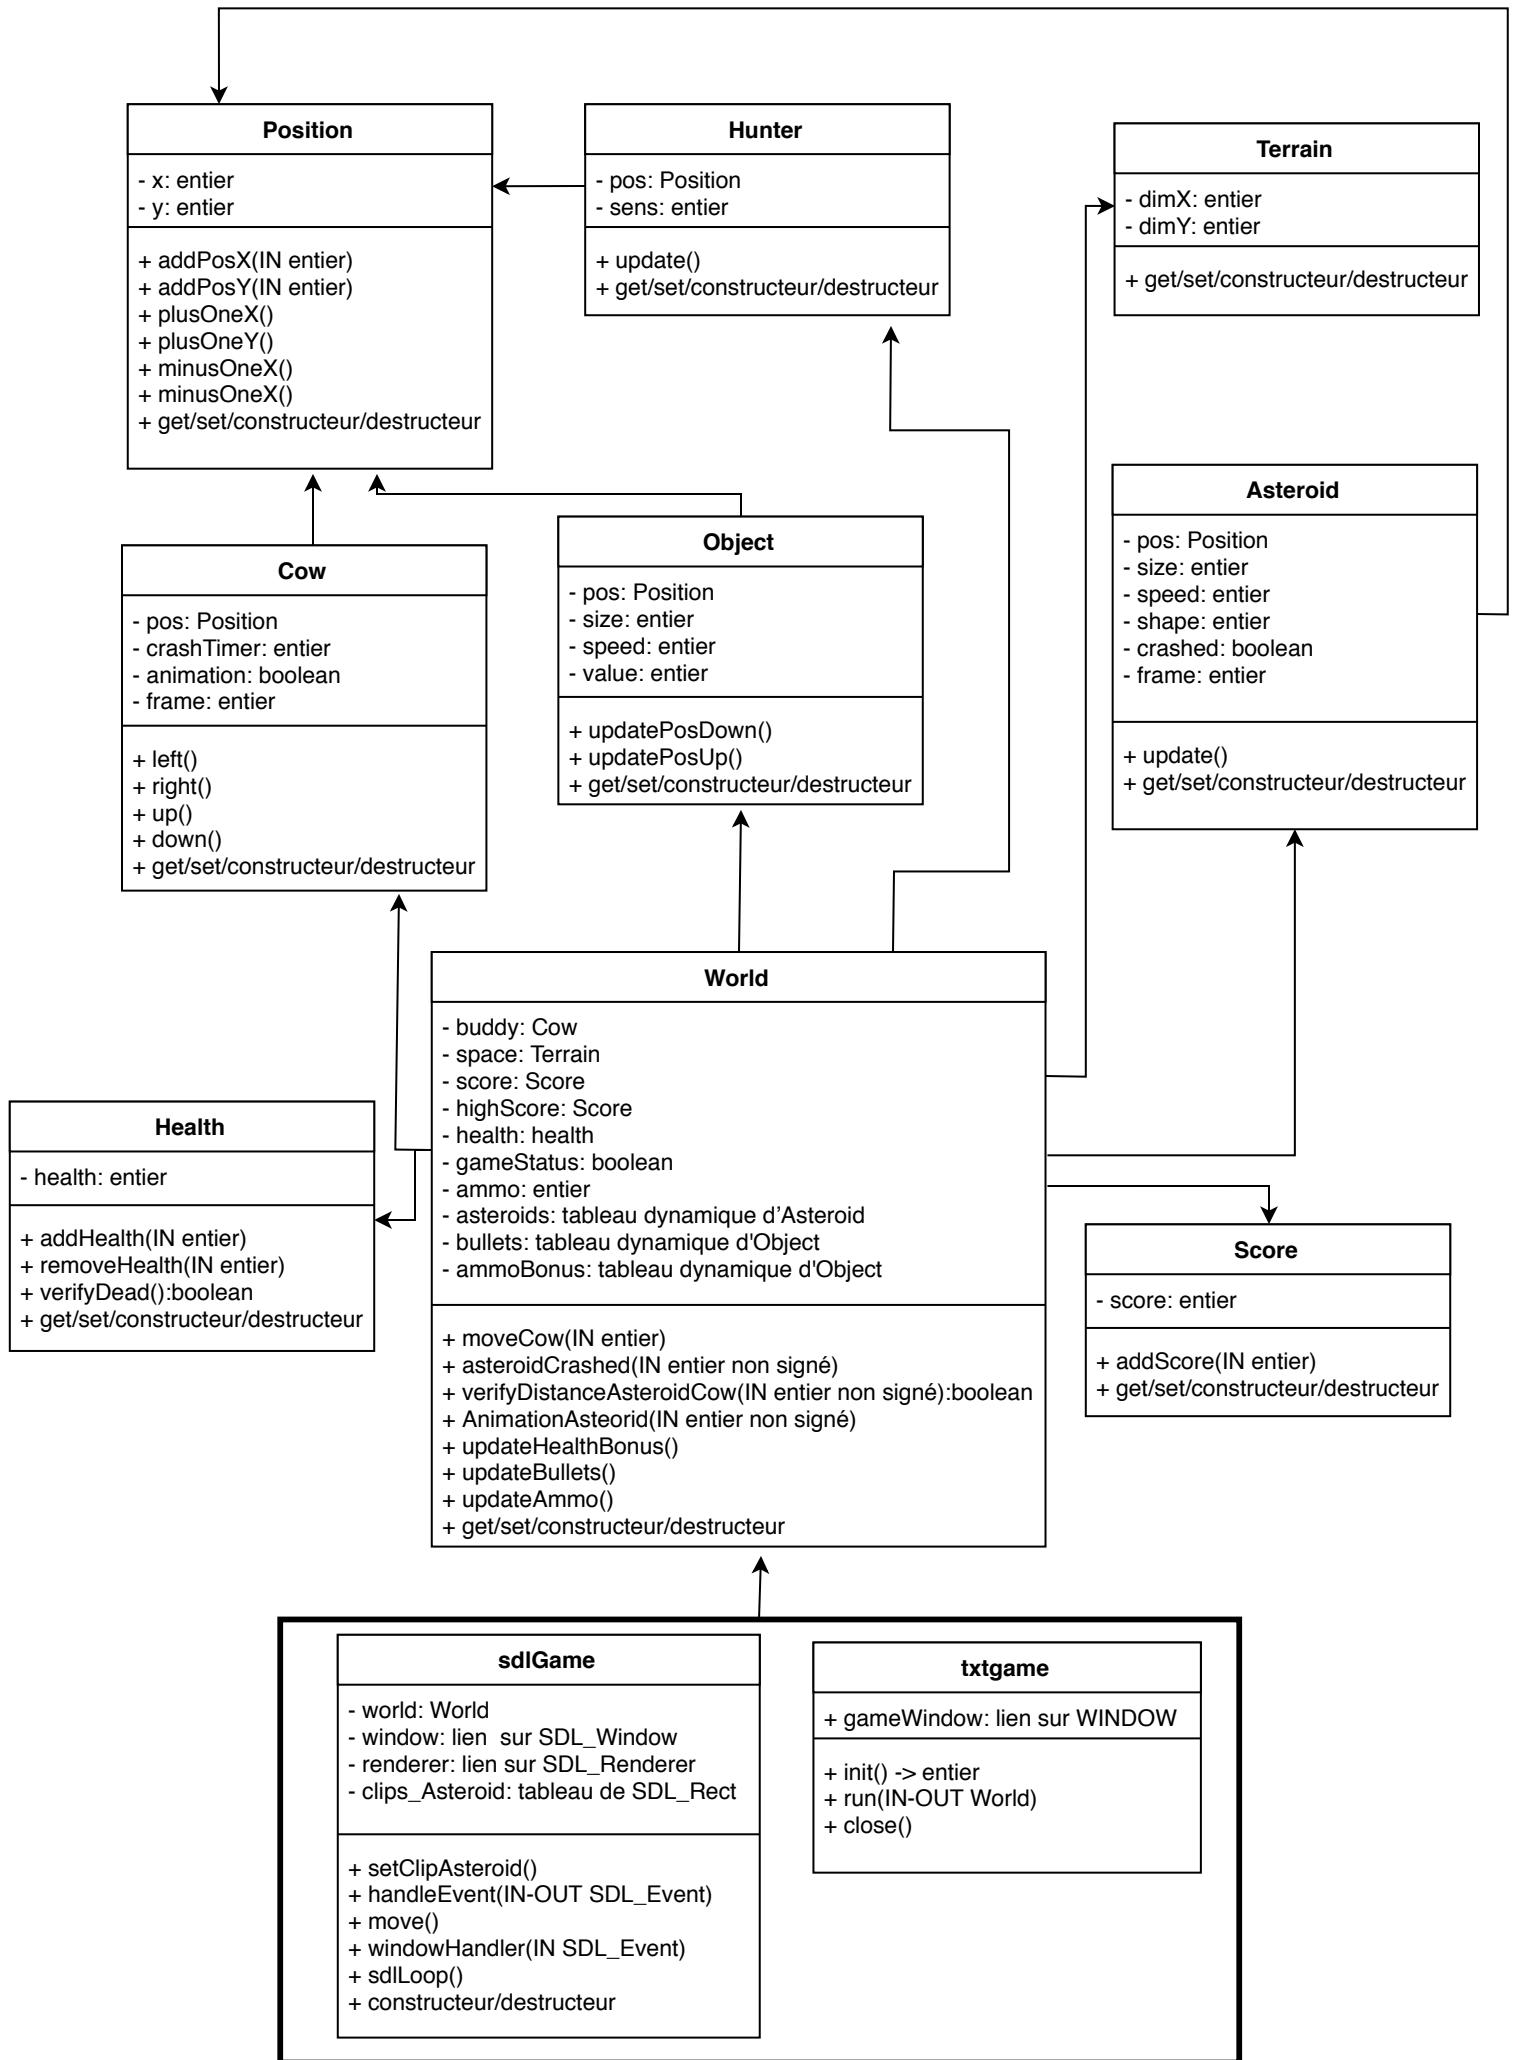 Position
- x: entier
- y: entier
+ addPosX(IN entier)
+ addPosY(IN entier)
+ plusOneX()
+ plusOneY()
+ minusOneX()
+ minusOneX()
+ get/set/constructeur/destructeur
Hunter
- pos: Position
- sens: entier
+ update()
+ get/set/constructeur/destructeur
Terrain
- dimX: entier
- dimY: entier
+ get/set/constructeur/destructeur
Cow
- pos: Position
- crashTimer: entier
- animation: boolean
- frame: entier
+ left()
+ right()
+ up()
+ down()
+ get/set/constructeur/destructeur
Object
- pos: Position
- size: entier
- speed: entier
- value: entier
+ updatePosDown()
+ updatePosUp()
+ get/set/constructeur/destructeur
Asteroid
- pos: Position
- size: entier
- speed: entier
- shape: entier
- crashed: boolean
- frame: entier
+ update()
+ get/set/constructeur/destructeur
Health
- health: entier
+ addHealth(IN entier)
+ removeHealth(IN entier)
+ verifyDead():boolean
+ get/set/constructeur/destructeur
World
- buddy: Cow
- space: Terrain
- score: Score
- highScore: Score
- health: health
- gameStatus: boolean
- ammo: entier
- asteroids: tableau dynamique d’Asteroid
- bullets: tableau dynamique d'Object
- ammoBonus: tableau dynamique d'Object
+ moveCow(IN entier)
+ asteroidCrashed(IN entier non signé)
+ verifyDistanceAsteroidCow(IN entier non signé):boolean
+ AnimationAsteorid(IN entier non signé)
+ updateHealthBonus()
+ updateBullets()
+ updateAmmo()
+ get/set/constructeur/destructeur
Score
- score: entier
+ addScore(IN entier)
+ get/set/constructeur/destructeur
sdlGame
- world: World
- window: lien  sur SDL_Window
- renderer: lien sur SDL_Renderer
- clips_Asteroid: tableau de SDL_Rect
+ setClipAsteroid()
+ handleEvent(IN-OUT SDL_Event)
+ move()
+ windowHandler(IN SDL_Event)
+ sdlLoop()
+ constructeur/destructeur
txtgame
+ gameWindow: lien sur WINDOW
+ init() -> entier
+ run(IN-OUT World)
+ close()